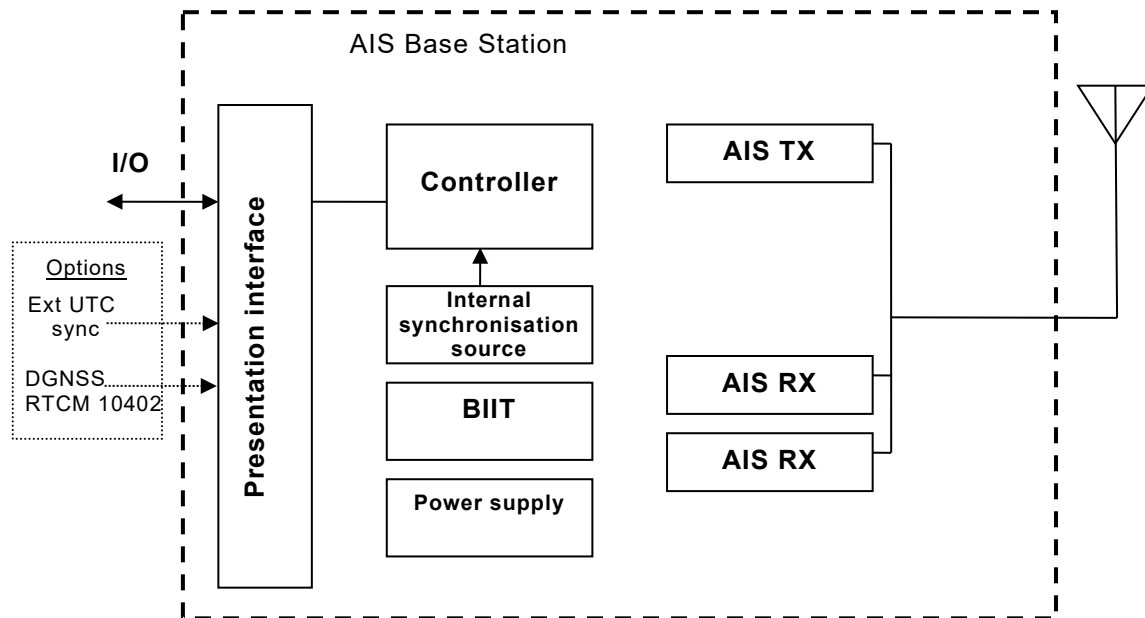 AIS Base Station
I/O
Options
Ext UTC
sync
DGNSS
RTCM 10402
Presentation interface
Controller
Internal
synchronisation
source
BIIT
Power supply
AIS TX
AIS RX
AIS RX